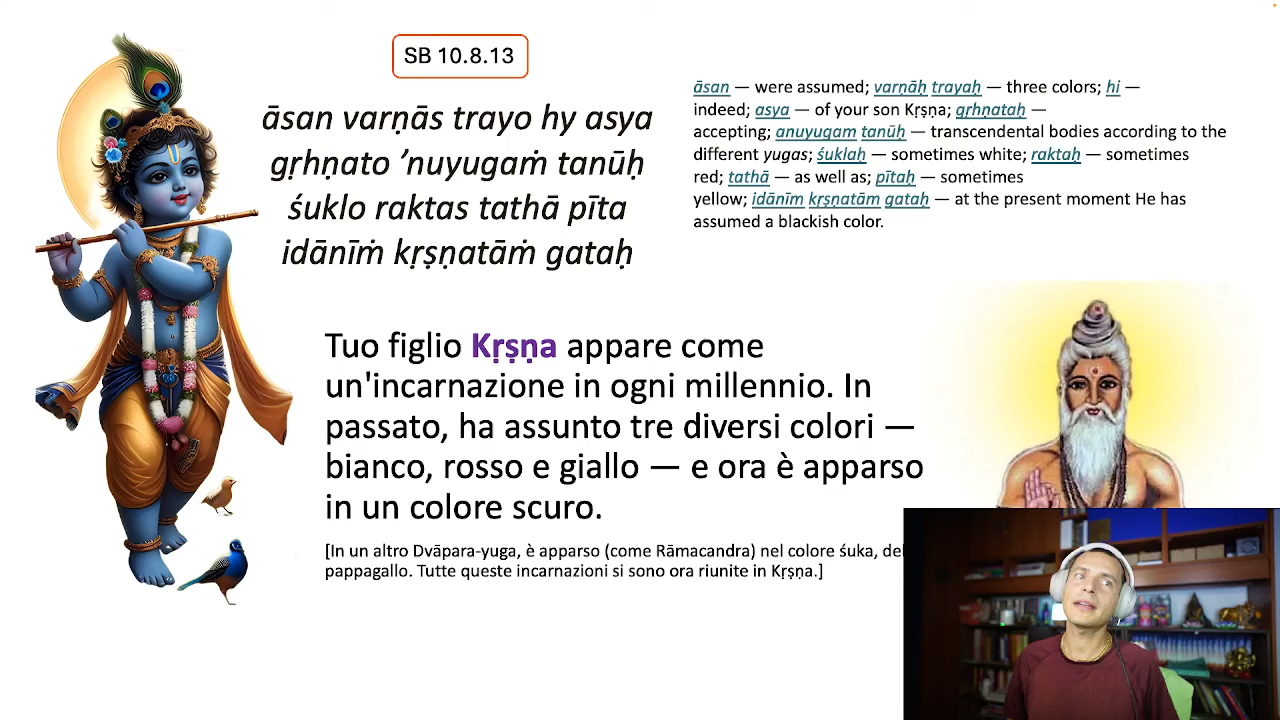 SB 10.8.13
āsan varṇās trayo hy asya
gṛhṇato ’nuyugaṁ tanūḥ
śuklo raktas tathā pīta
idānīṁ kṛṣṇatāṁ gataḥ
āsan — were assumed; varṇāḥ trayaḥ — three colors; hi —
indeed; asya — of your son Kṛṣṇa; gṛhṇataḥ —
accepting; anuyugam tanūḥ — transcendental bodies according to the
different yugas; śuklaḥ — sometimes white; raktaḥ — sometimes
red; tathā — as well as; pītaḥ — sometimes
yellow; idānīm kṛṣṇatām gataḥ — at the present moment He has
assumed a blackish color.
Tuo figlio Kṛṣṇa appare come
un'incarnazione in ogni millennio. In
passato, ha assunto tre diversi colori —
bianco, rosso e giallo — e ora è apparso
in un colore scuro.
[In un altro Dvāpara-yuga, è apparso (come Rāmacandra) nel colore śuka, del
pappagallo. Tutte queste incarnazioni si sono ora riunite in Kṛṣṇa.]